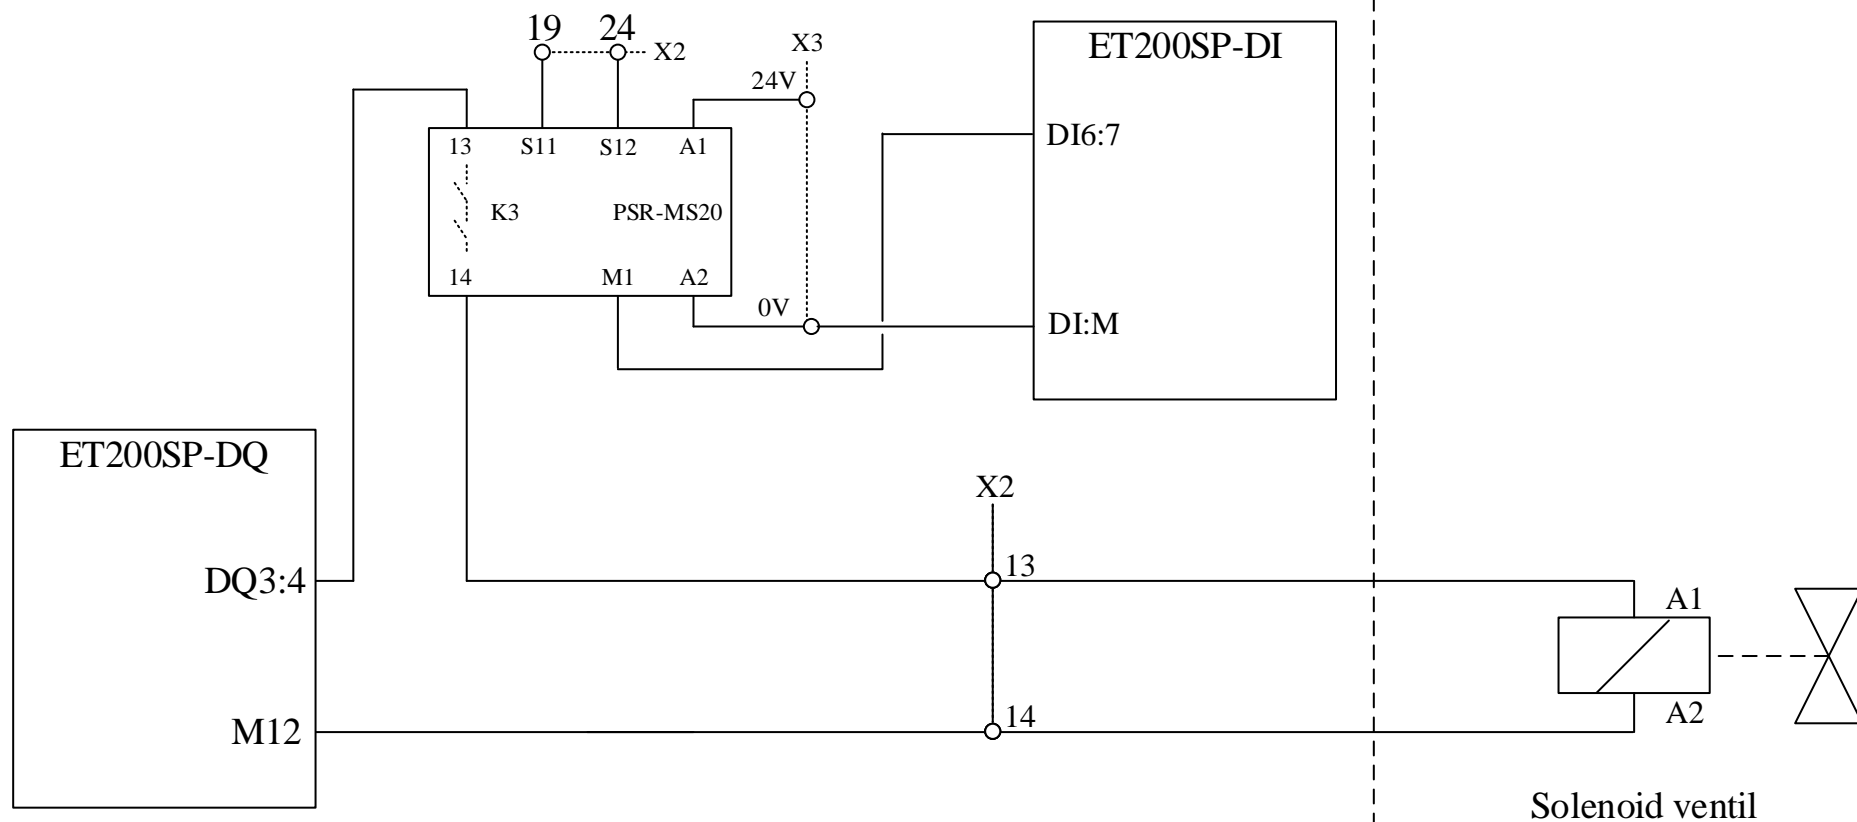 19 24 X2
X3
24V
ET200SP-DI
13 S11 S12 A1
K3 PSR-MS20
14 M1 A2
0V
DI6:7
DI:M
ET200SP-DQ
DQ3:4
M12
X2
13
14
A1
A2
Solenoid ventil